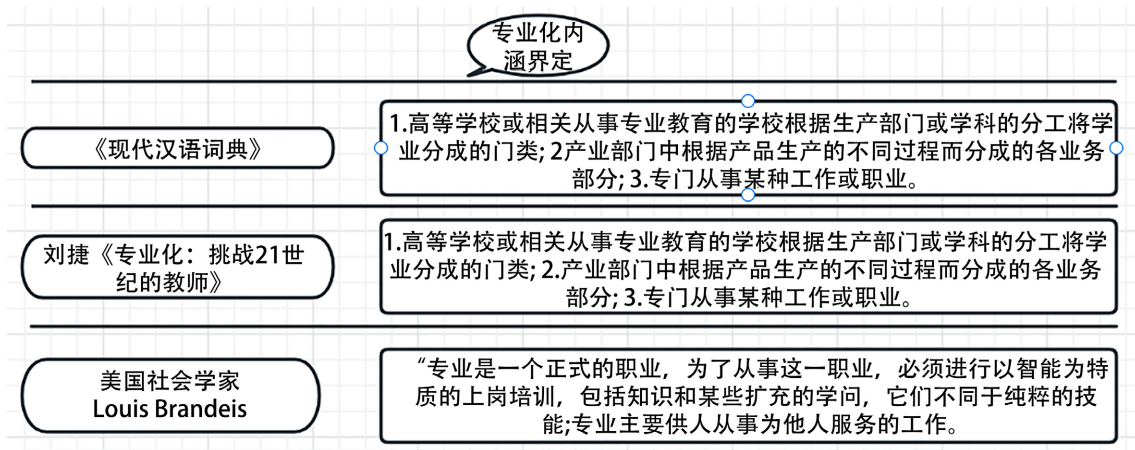 专业化内
涵界定
《现代汉语词典》
1.高等学校或相关从事专业教育的学校根据生产部门或学科的分工将学
业分成的门类; 2产业部门中根据产品生产的不同过程而分成的各业务
部分; 3.专门从事某种工作或职业。
刘捷《专业化：挑战21世
纪的教师》
1.高等学校或相关从事专业教育的学校根据生产部门或学科的分工将学
业分成的门类; 2.产业部门中根据产品生产的不同过程而分成的各业务
部分; 3.专门从事某种工作或职业。
美国社会学家
Louis Brandeis
“专业是一个正式的职业，为了从事这一职业，必须进行以智能为特
质的上岗培训，包括知识和某些扩充的学问，它们不同于纯粹的技
能;专业主要供人从事为他人服务的工作。